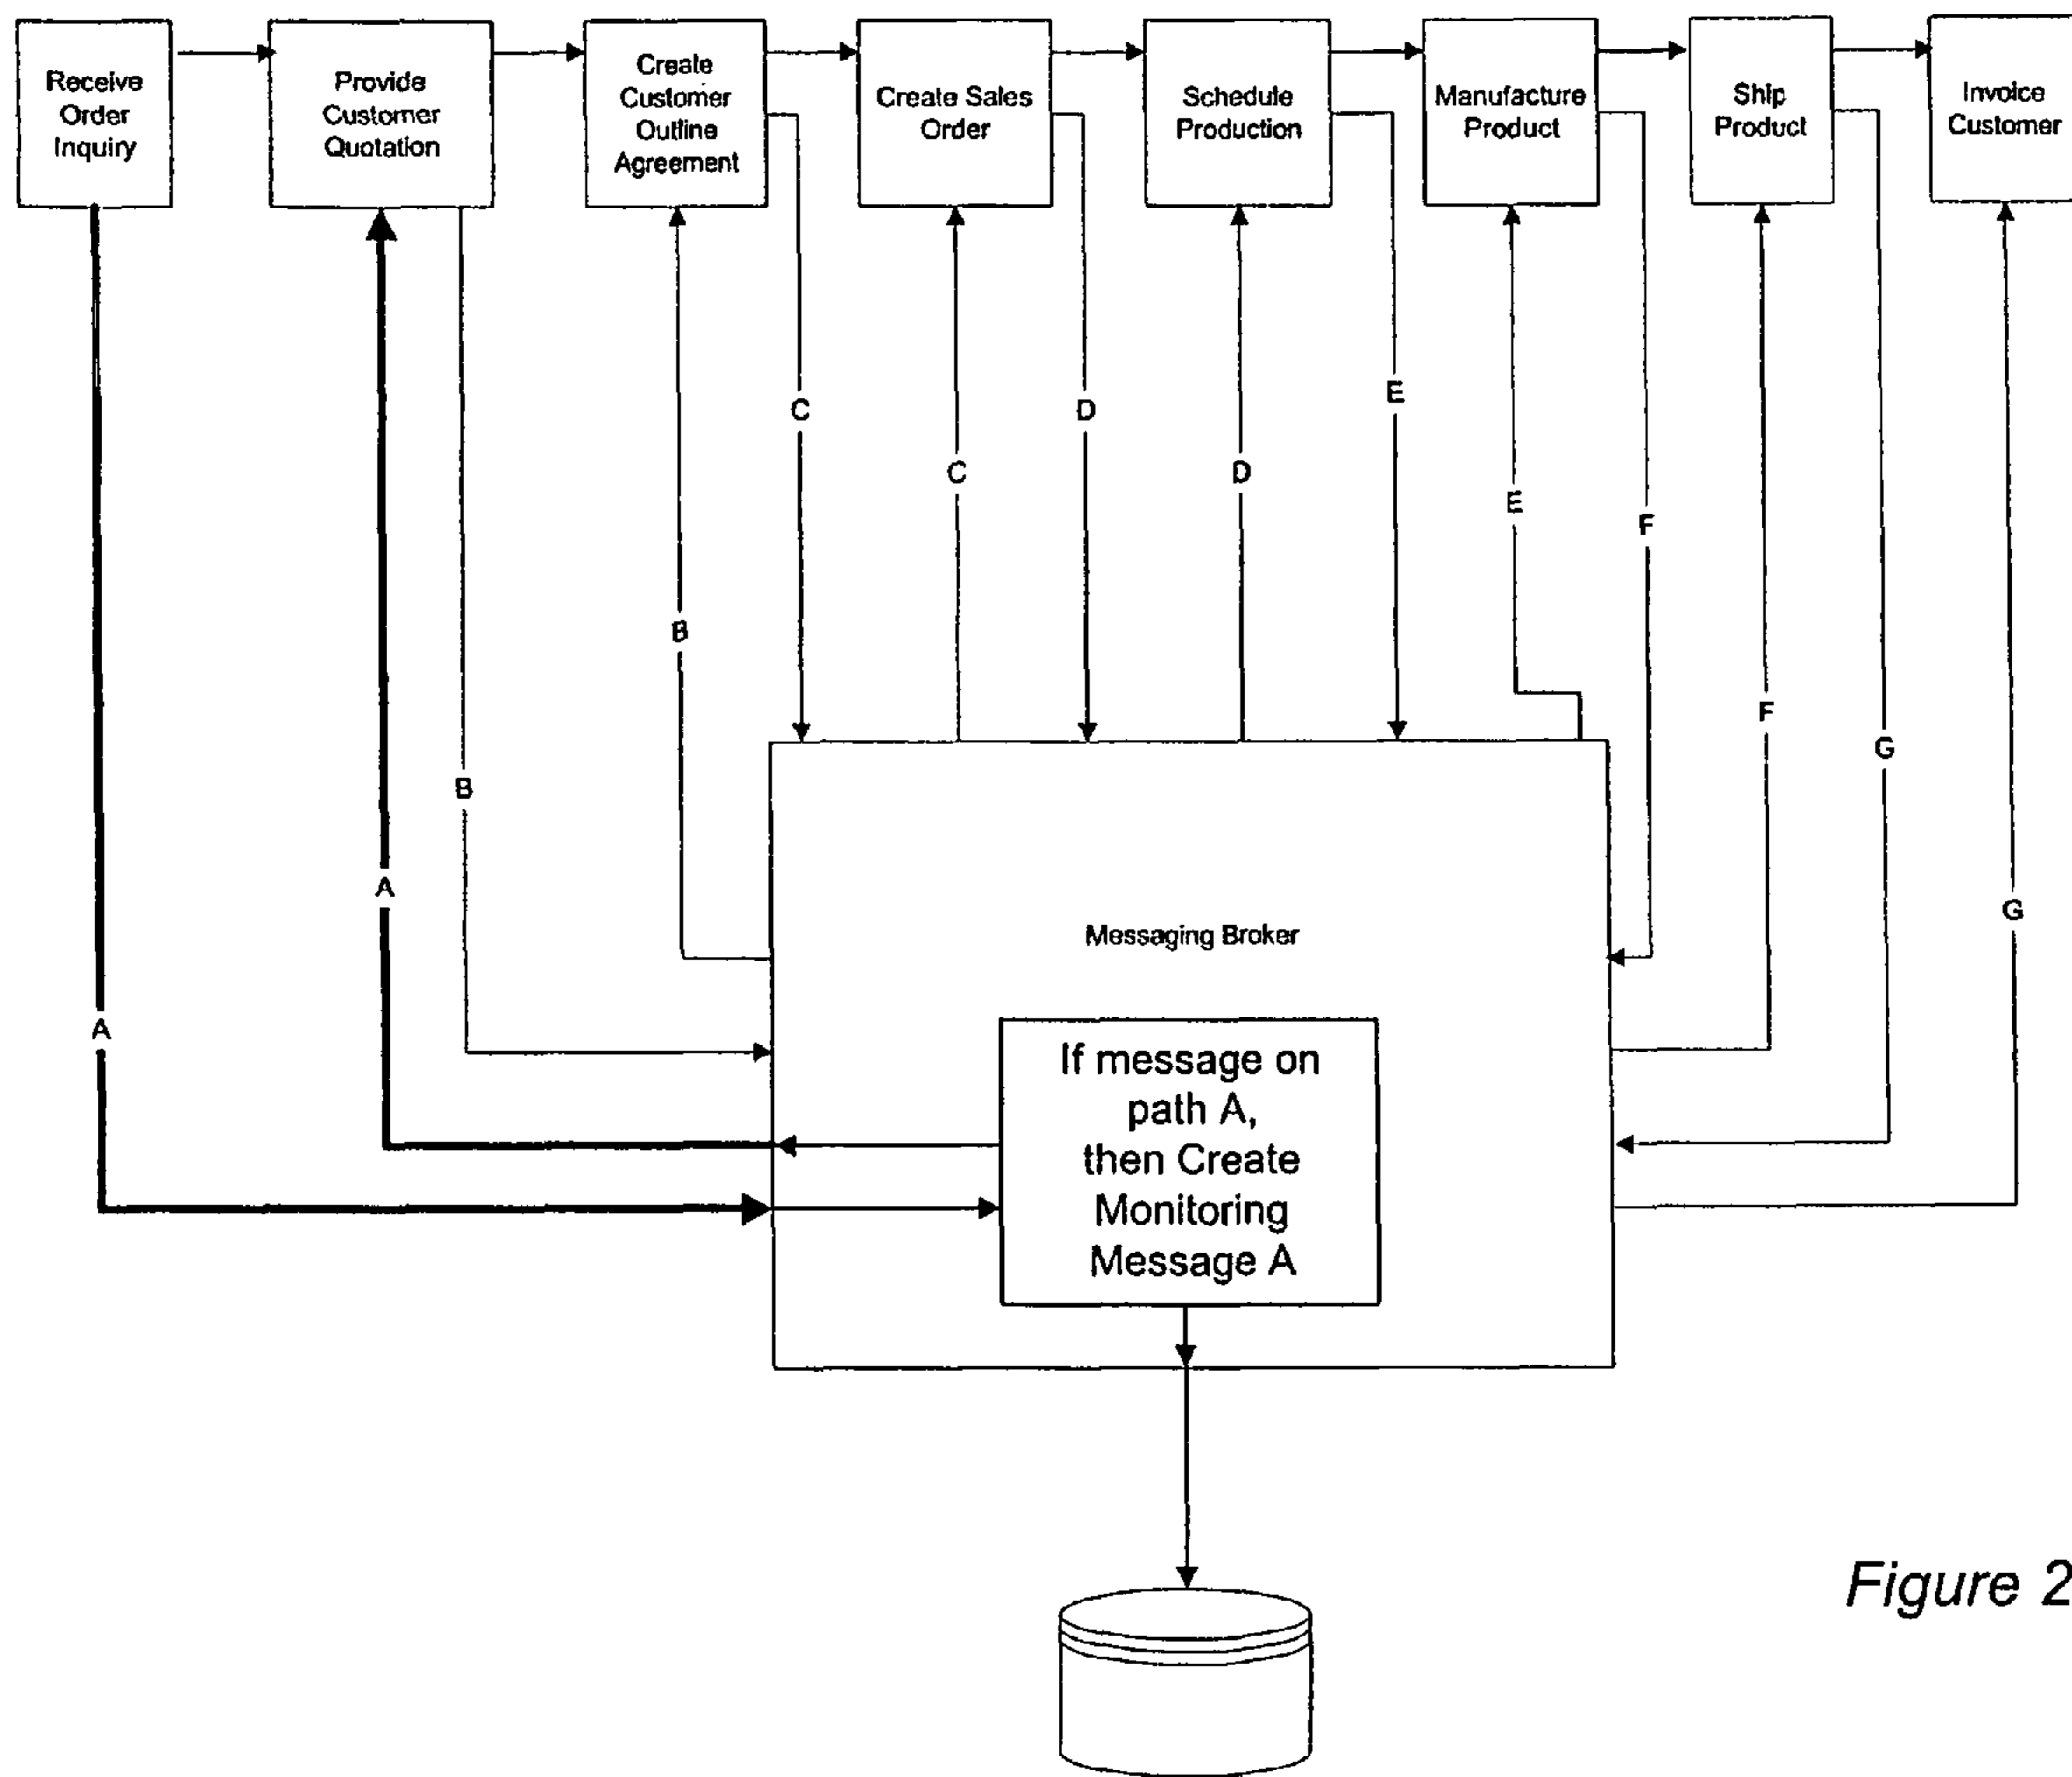 Receive
Order
Inquiry
Provide
Customer
Quotation
Create
Customer
Outline
Agreement
Create Sales
Order
Schedule
Production
Manufacture
Product
Ship
Product
Invoice
Customer
C
D
E
C
D
E
F
B
F
G
B
A
G
Messaging Broker
A
If message on
path A,
then Create
Monitoring
Message A
Figure 2